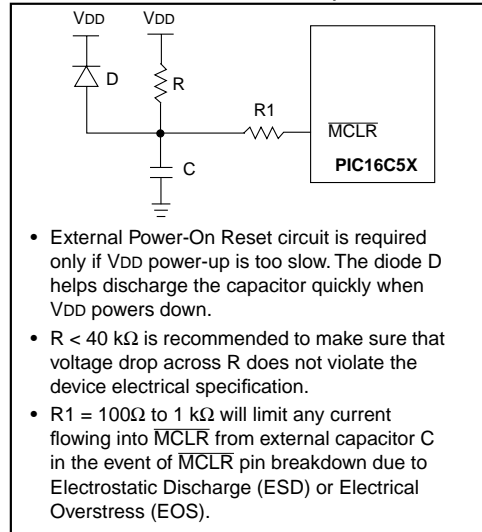 VDD VDD
D
R
R1
MCLR
PIC16C5X
C
• External Power-On Reset circuit is required
only if VDD power-up is too slow. The diode D
helps discharge the capacitor quickly when
VDD powers down.
• R < 40 kΩ is recommended to make sure that
voltage drop across R does not violate the
device electrical specification.
• R1 = 100Ω to 1 kΩ will limit any current
flowing into MCLR from external capacitor C
in the event of MCLR pin breakdown due to
Electrostatic Discharge (ESD) or Electrical
Overstress (EOS).